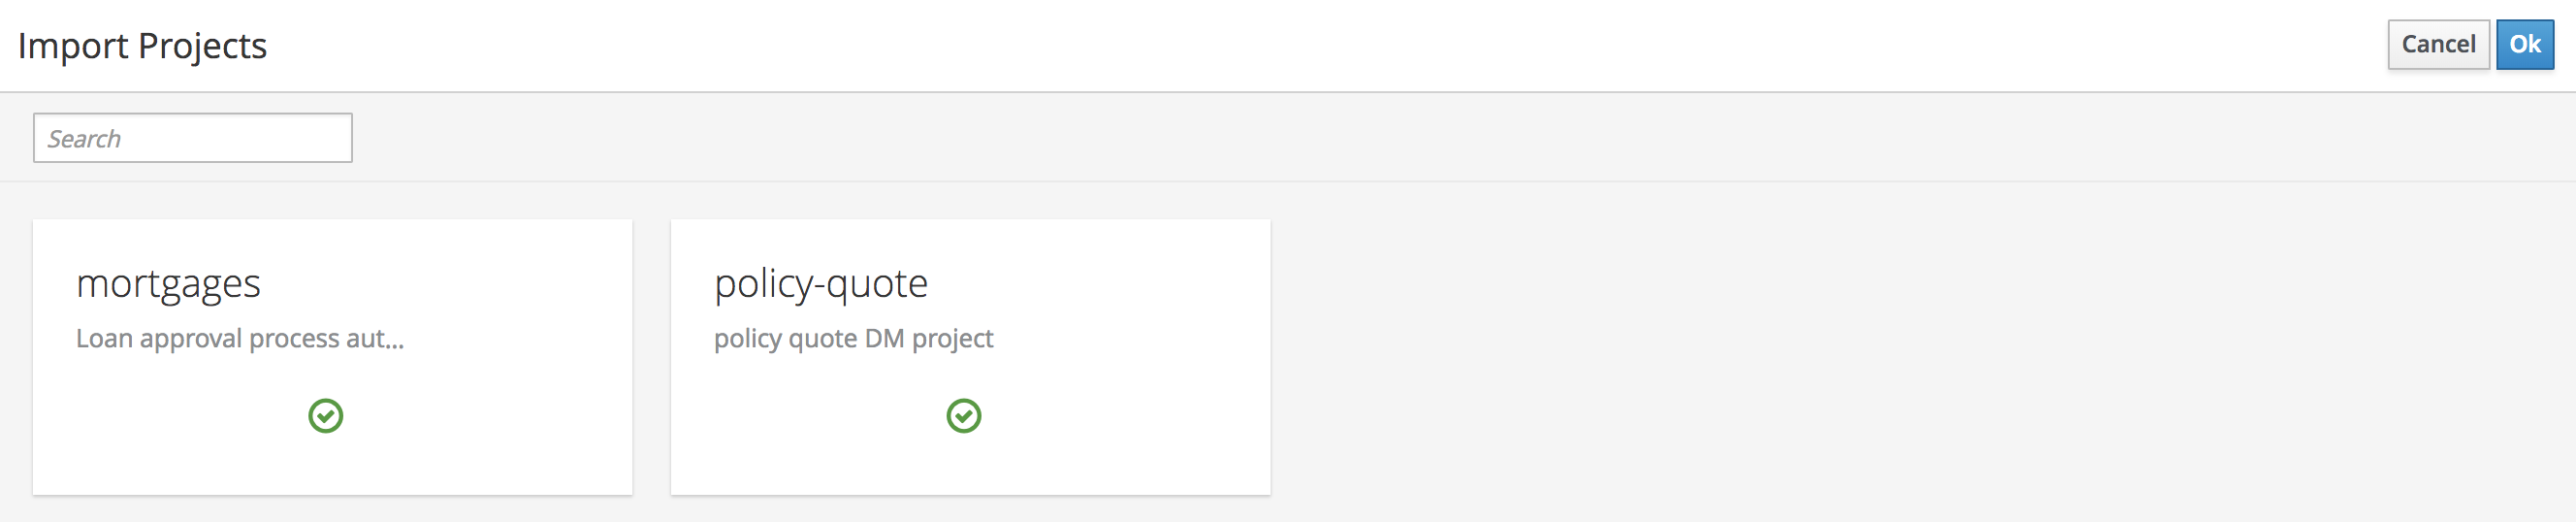 Import Projects
Cancel
Ok
Search
mortgages
Loan approval process aut...
policy-quote
policy quote DM project